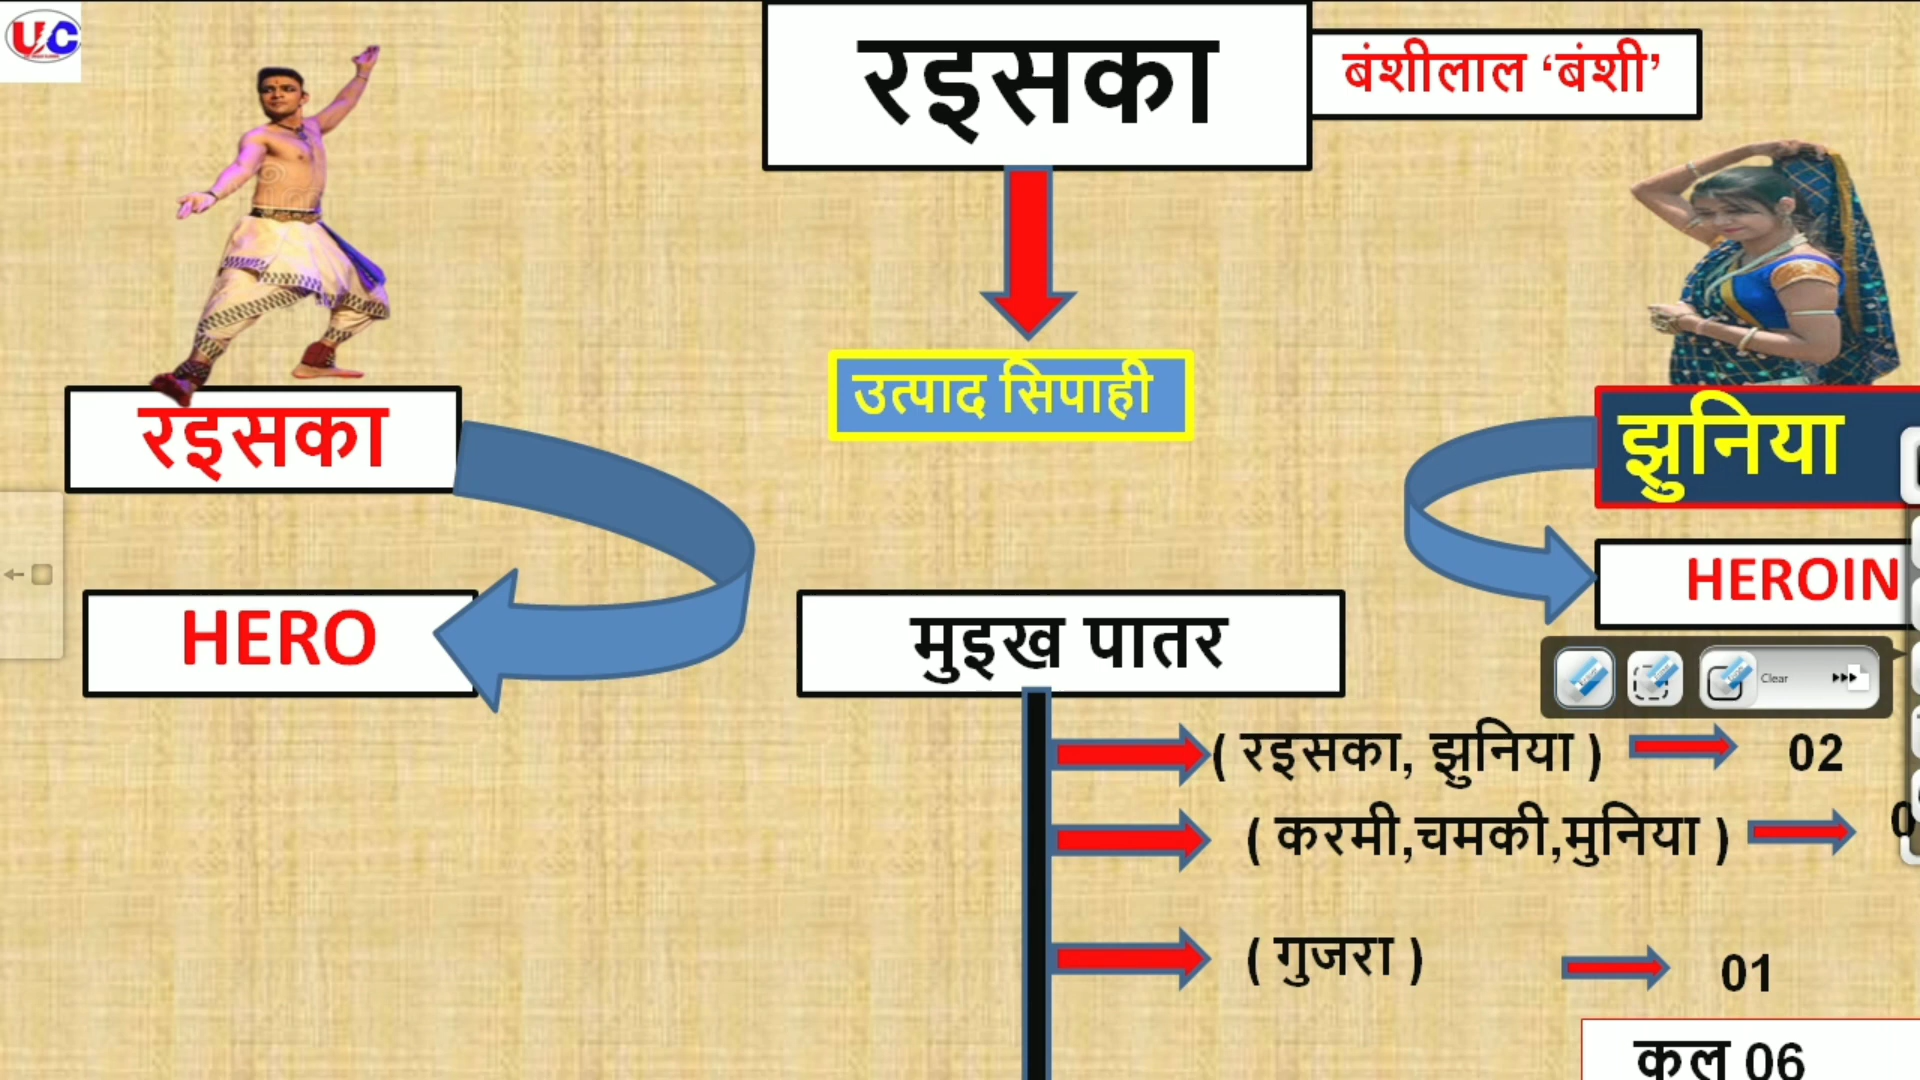 UC
रइसका
बंशीलाल ‘बंशी’
उत्पाद सिपाही
रइसका
झुनिया
HERO
HEROIN
मुइख पातर
Clear
( रइसका, झुनिया ) 02
( करमी,चमकी,मुनिया )
( गुजरा ) 01
कुल 06